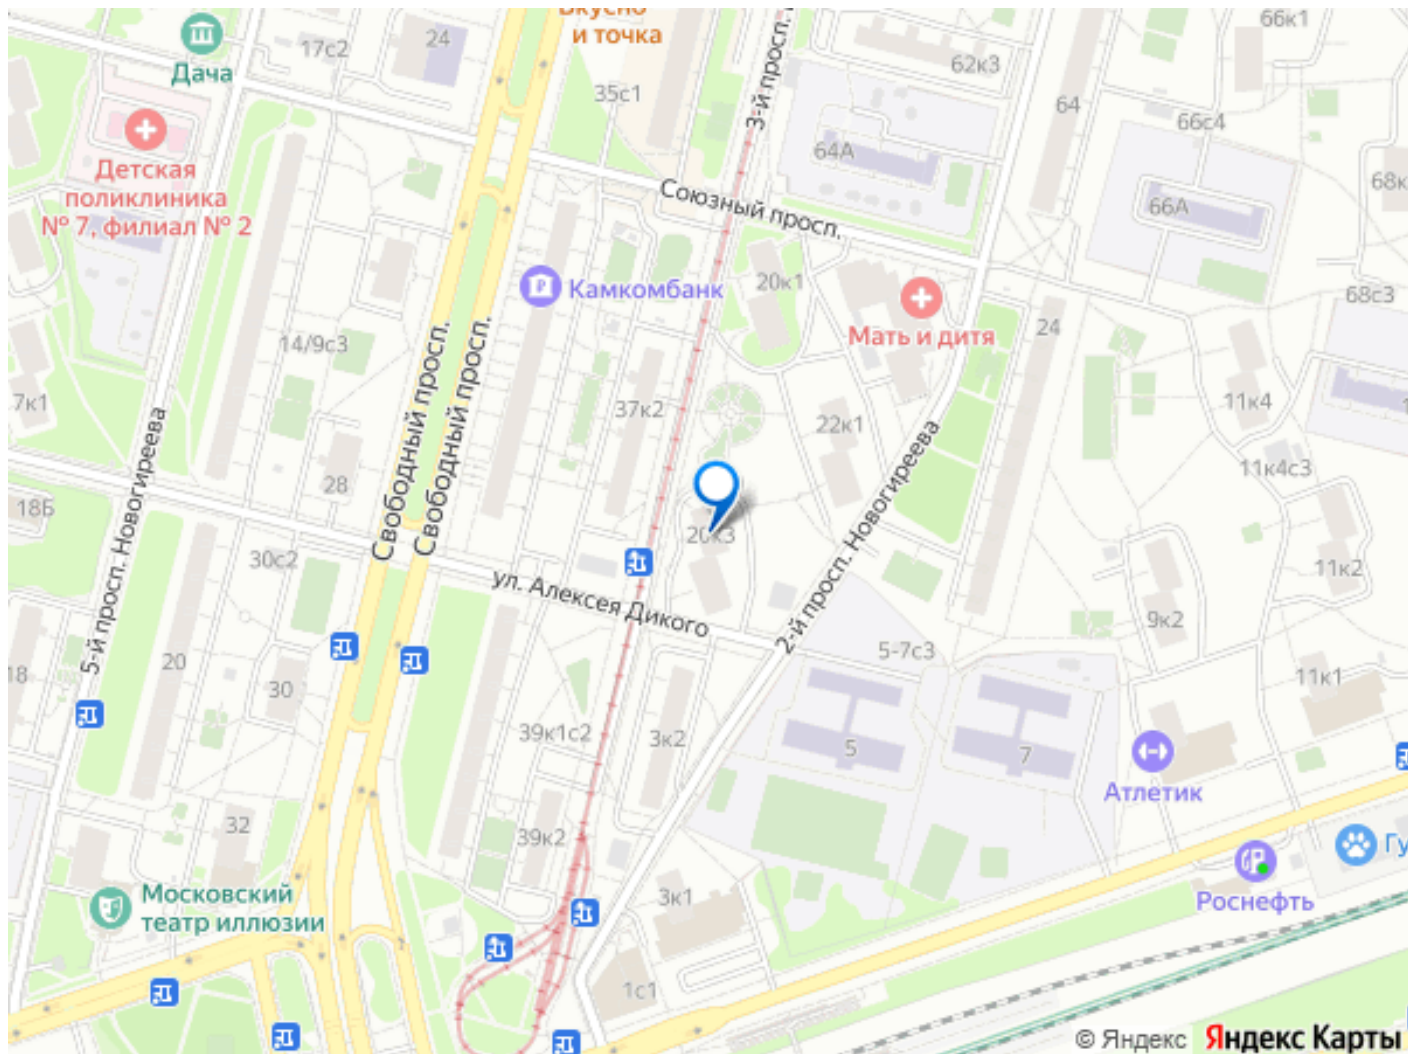 Вкусно
и точка
66к1
17с2
24
Дача
62к3
35с1
3-й просп.
64
66с4
64А
Детская
поликлиника
№ 7, филиал № 2
Союзный просп.
66А
20к1
Камкомбанк
68с3
Мать и дитя
24
14/9с3
Свободный просп.
Свободный просп.
7к1
37к2
22к1
11к4
11к4с3
5-й просп. Новогиреева
2-й просп. Новогиреева
28
18Б
20к3
30с2
ул. Алексея Дикого
11к2
9к2
5-7с3
18
20
30
11к1
39к1с2
3к2
5
7
Атлетик
32
39к2
Московский
театр иллюзии
3к1
Роснефть
1с1
© Яндекс Яндекс Карты